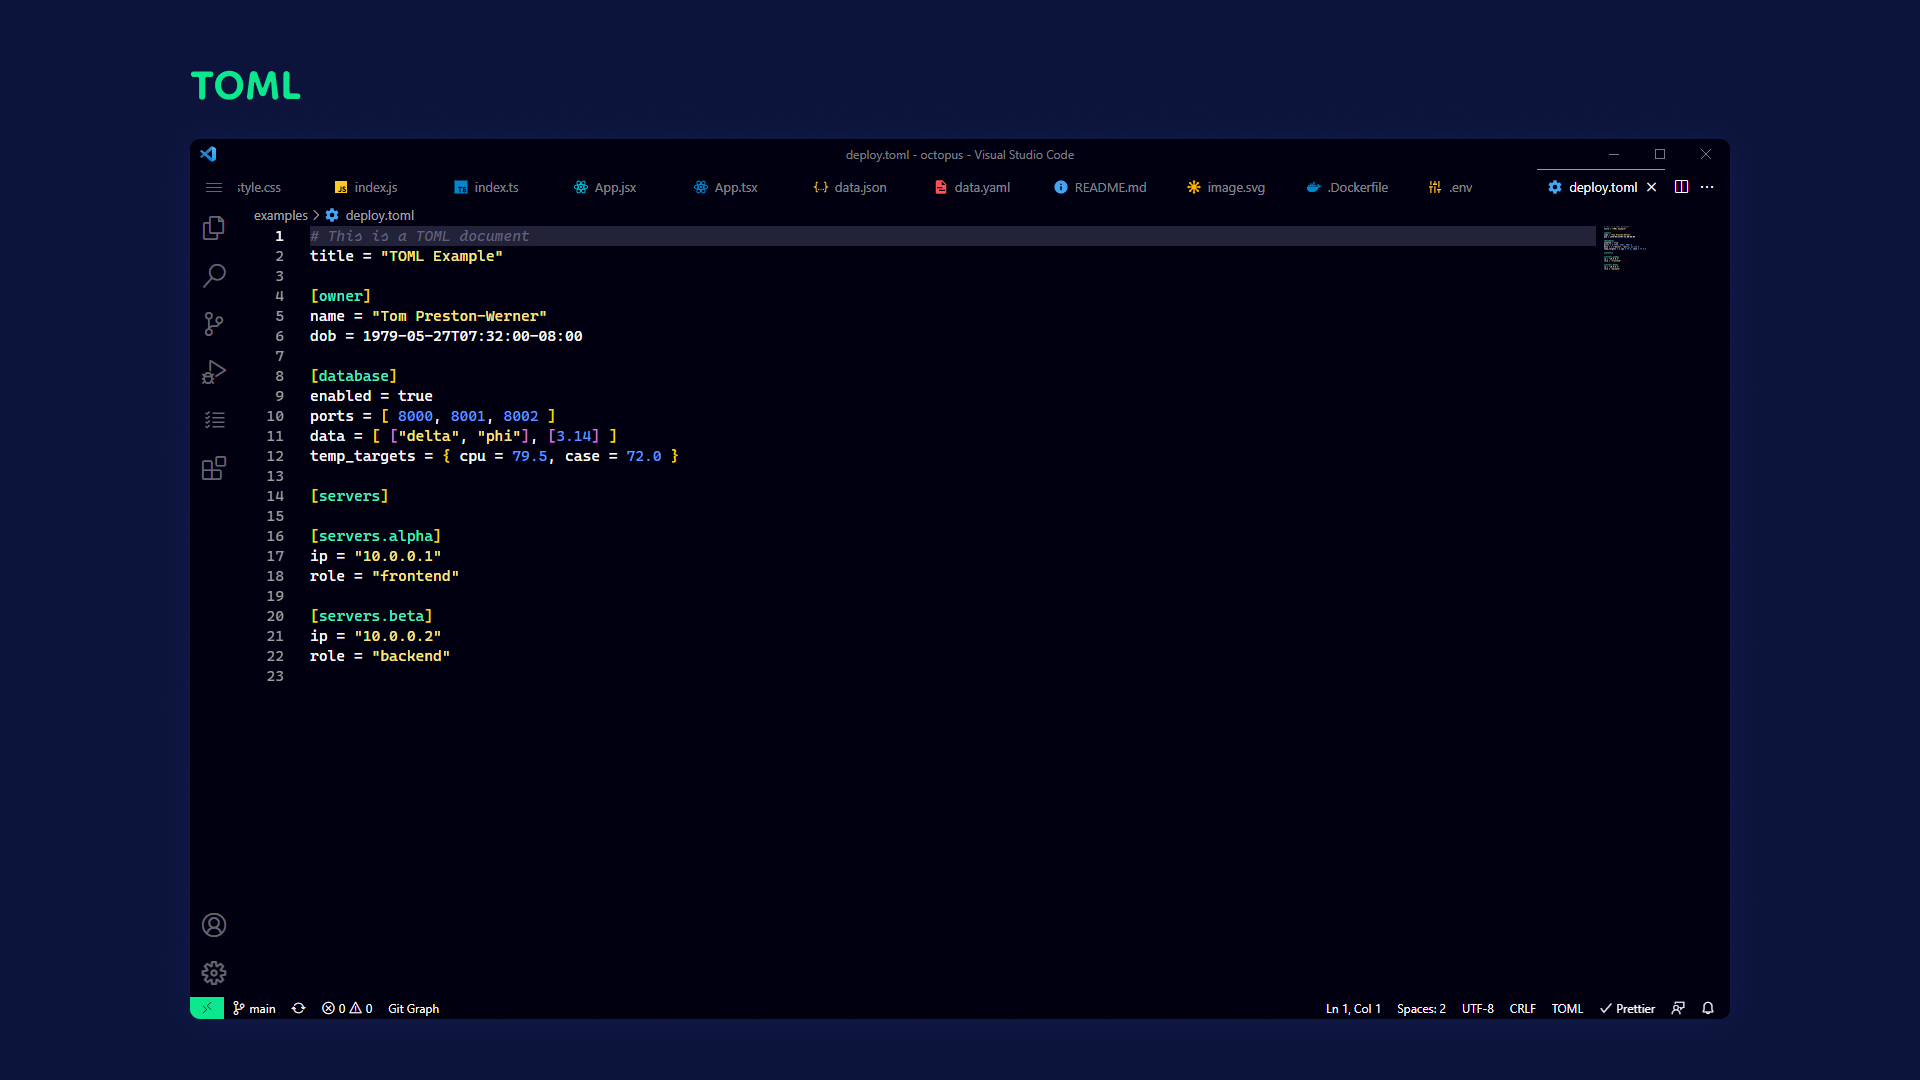 TOML
deploy.toml - octopus - Visual Studio Code
style.css index.js index.ts App.jsx App.tsx data.json data.yaml README.md image.svg .Dockerfile .env deploy.toml
examples > deploy.toml
1 # This is a TOML document
2 title = "TOML Example"
3
4 [owner]
5 name = "Tom Preston-Werner"
6 dob = 1979-05-27T07:32:00-08:00
7
8 [database]
9 enabled = true
10 ports = [ 8000, 8001, 8002 ]
11 data = [ ["delta", "phi"], [3.14] ]
12 temp_targets = { cpu = 79.5, case = 72.0 }
13
14 [servers]
15
16 [servers.alpha]
17 ip = "10.0.0.1"
18 role = "frontend"
19
20 [servers.beta]
21 ip = "10.0.0.2"
22 role = "backend"
23
main 0 0 Git Graph Ln 1, Col 1 Spaces: 2 UTF-8 CRLF TOML Prettier